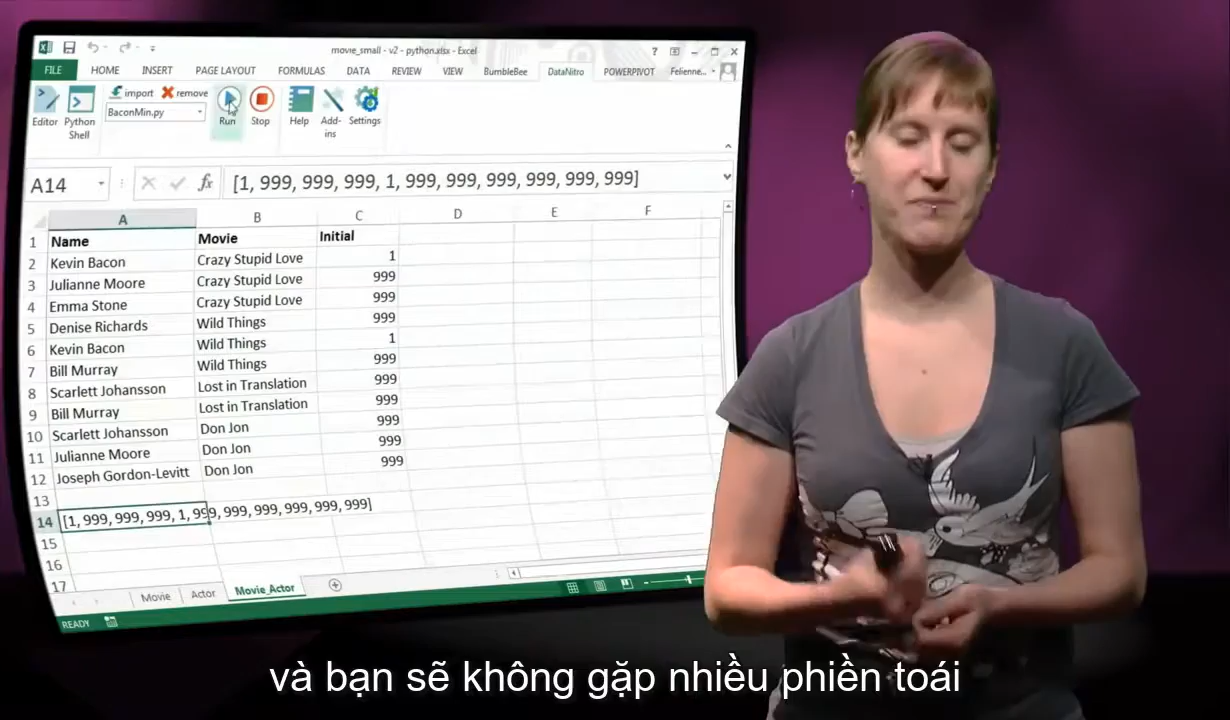 movie_small - v2 - python.xlsx - Excel
FILE HOME INSERT PAGE LAYOUT FORMULAS DATA REVIEW VIEW BumbleBee DataNitro POWERPIVOT Felienne...
Editor Python Shell import remove BaconMin.py Run Stop Help Add-ins Settings
A14 fx [1, 999, 999, 999, 1, 999, 999, 999, 999, 999, 999]
A B C D E F
1 Name Movie Initial
2 Kevin Bacon Crazy Stupid Love 1
3 Julianne Moore Crazy Stupid Love 999
4 Emma Stone Crazy Stupid Love 999
5 Denise Richards Wild Things 999
6 Kevin Bacon Wild Things 1
7 Bill Murray Wild Things 999
8 Scarlett Johansson Lost in Translation 999
9 Bill Murray Lost in Translation 999
10 Scarlett Johansson Don Jon 999
11 Julianne Moore Don Jon 999
12 Joseph Gordon-Levitt Don Jon 999
13
14 [1, 999, 999, 999, 1, 999, 999, 999, 999, 999, 999]
15
16
17
Movie Actor Movie_Actor
READY
và bạn sẽ không gặp nhiều phiền toái